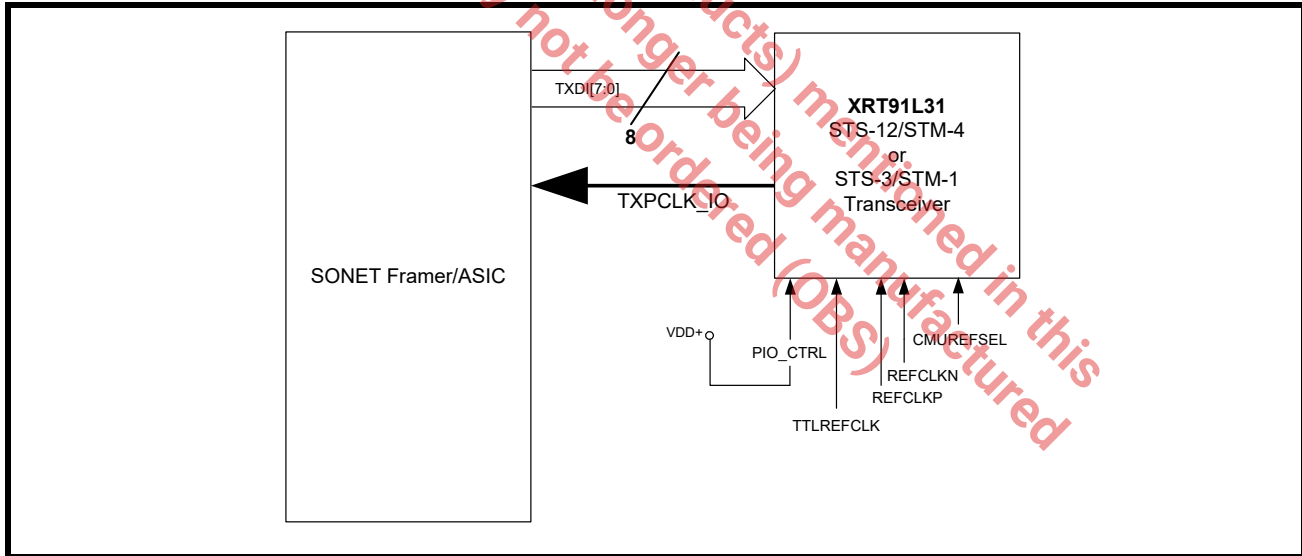 SONET Framer/ASIC
TXDI[7:0]
8
TXPCLK_IO
XRT91L31
STS-12/STM-4
or
STS-3/STM-1
Transceiver
VDD+
PIO_CTRL
TTLREFCLK
REFCLKP
REFCLKN
CMUREFSEL
ucts) mentioned in this
onger being manufactured
not be ordered (OBS)